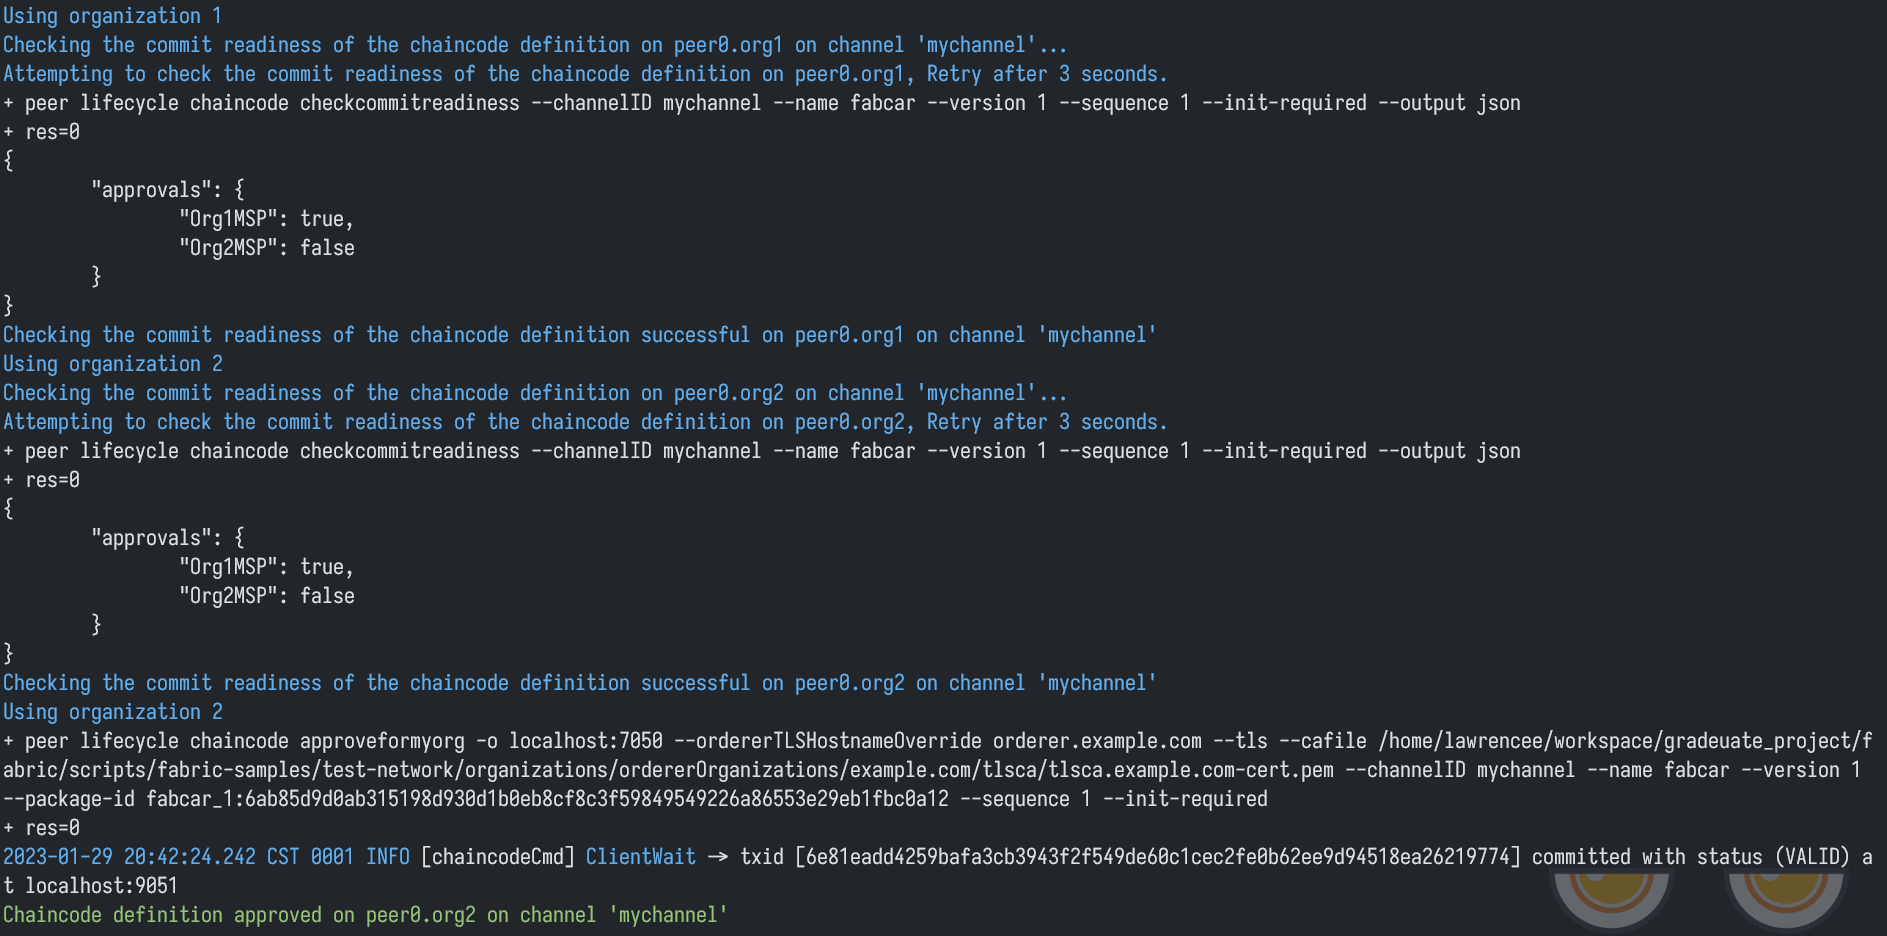 Using organization 1
Checking the commit readiness of the chaincode definition on peer0.org1 on channel 'mychannel'...
Attempting to check the commit readiness of the chaincode definition on peer0.org1, Retry after 3 seconds.
+ peer lifecycle chaincode checkcommitreadiness --channelID mychannel --name fabcar --version 1 --sequence 1 --init-required --output json
+ res=0
{
"approvals": {
"Org1MSP": true,
"Org2MSP": false
}
}
Checking the commit readiness of the chaincode definition successful on peer0.org1 on channel 'mychannel'
Using organization 2
Checking the commit readiness of the chaincode definition on peer0.org2 on channel 'mychannel'...
Attempting to check the commit readiness of the chaincode definition on peer0.org2, Retry after 3 seconds.
+ peer lifecycle chaincode checkcommitreadiness --channelID mychannel --name fabcar --version 1 --sequence 1 --init-required --output json
+ res=0
{
"approvals": {
"Org1MSP": true,
"Org2MSP": false
}
}
Checking the commit readiness of the chaincode definition successful on peer0.org2 on channel 'mychannel'
Using organization 2
+ peer lifecycle chaincode approveformyorg -o localhost:7050 --ordererTLSHostnameOverride orderer.example.com --tls --cafile /home/lawrencee/workspace/gradeuate_project/f
abric/scripts/fabric-samples/test-network/organizations/ordererOrganizations/example.com/tlsca/tlsca.example.com-cert.pem --channelID mychannel --name fabcar --version 1
--package-id fabcar_1:6ab85d9d0ab315198d930d1b0eb8cf8c3f59849549226a86553e29eb1fbc0a12 --sequence 1 --init-required
+ res=0
2023-01-29 20:42:24.242 CST 0001 INFO [chaincodeCmd] ClientWait -> txid [6e81eadd4259bafa3cb3943f2f549de60c1cec2fe0b62ee9d94518ea26219774] committed with status (VALID) a
t localhost:9051
Chaincode definition approved on peer0.org2 on channel 'mychannel'